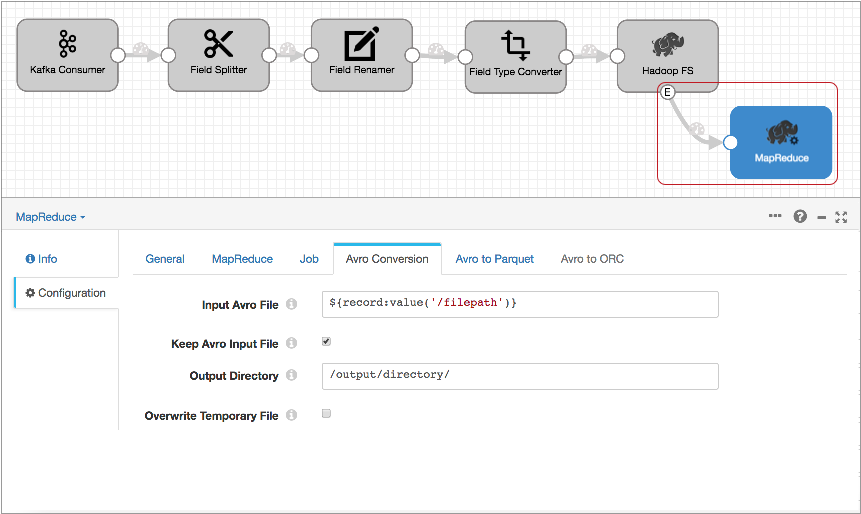 Kafka Consumer
Field Splitter
Field Renamer
Field Type Converter
Hadoop FS
E
MapReduce
MapReduce
Info
Configuration
General MapReduce Job Avro Conversion Avro to Parquet Avro to ORC
Input Avro File ${record:value('/filepath')}
Keep Avro Input File
Output Directory /output/directory/
Overwrite Temporary File